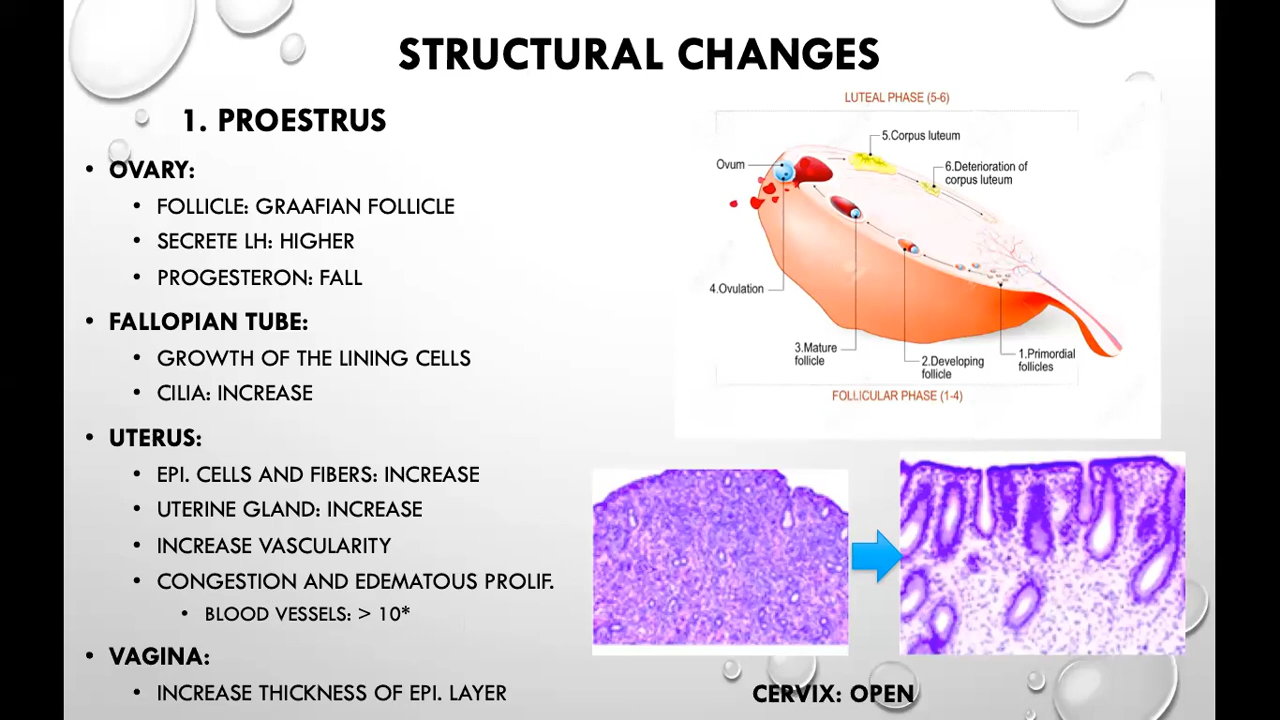 STRUCTURAL CHANGES
1. PROESTRUS
• OVARY:
• FOLLICLE: GRAAFIAN FOLLICLE
• SECRETE LH: HIGHER
• PROGESTERON: FALL
• FALLOPIAN TUBE:
• GROWTH OF THE LINING CELLS
• CILIA: INCREASE
• UTERUS:
• EPI. CELLS AND FIBERS: INCREASE
• UTERINE GLAND: INCREASE
• INCREASE VASCULARITY
• CONGESTION AND EDEMATOUS PROLIF.
• BLOOD VESSELS: > 10*
• VAGINA:
• INCREASE THICKNESS OF EPI. LAYER
LUTEAL PHASE (5-6)
5.Corpus luteum
Ovum
6.Deterioration of
corpus luteum
4.Ovulation
3.Mature
follicle
2.Developing
follicle
1.Primordial
follicles
FOLLICULAR PHASE (1-4)
CERVIX: OPEN